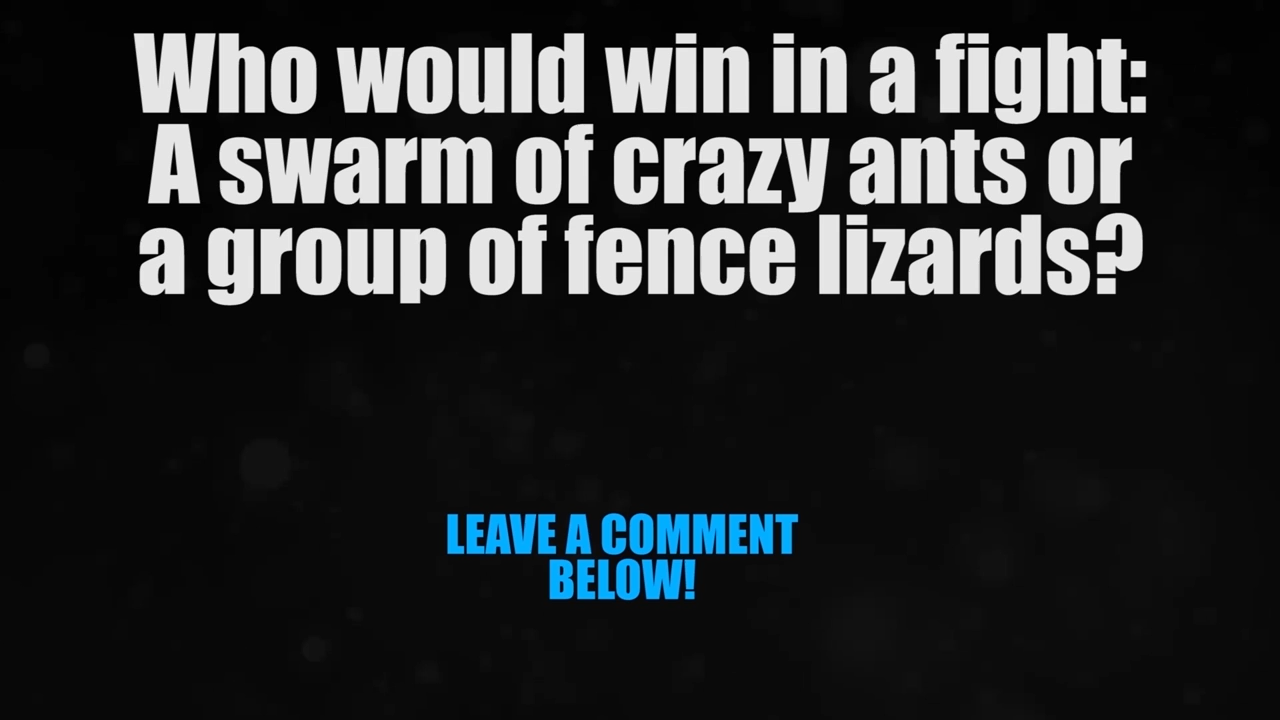 Who would win in a fight:
A swarm of crazy ants or
a group of fence lizards?
LEAVE A COMMENT
BELOW!